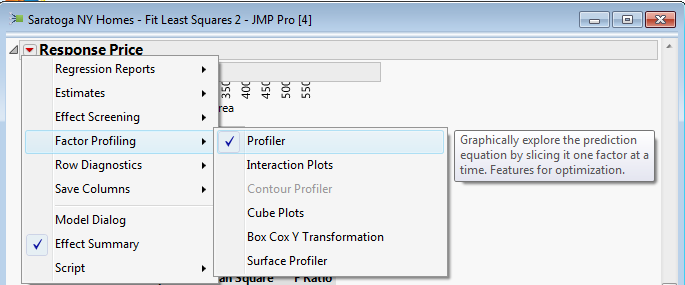 Saratoga NY Homes - Fit Least Squares 2 - JMP Pro [4]
Response Price
Regression Reports
Estimates
Effect Screening
Factor Profiling
Row Diagnostics
Save Columns
Model Dialog
Effect Summary
Script
350
400
450
500
550
rea
Profiler
Interaction Plots
Contour Profiler
Cube Plots
Box Cox Y Transformation
Surface Profiler
Graphically explore the prediction
equation by slicing it one factor at a
time. Features for optimization.
an Square F Ratio